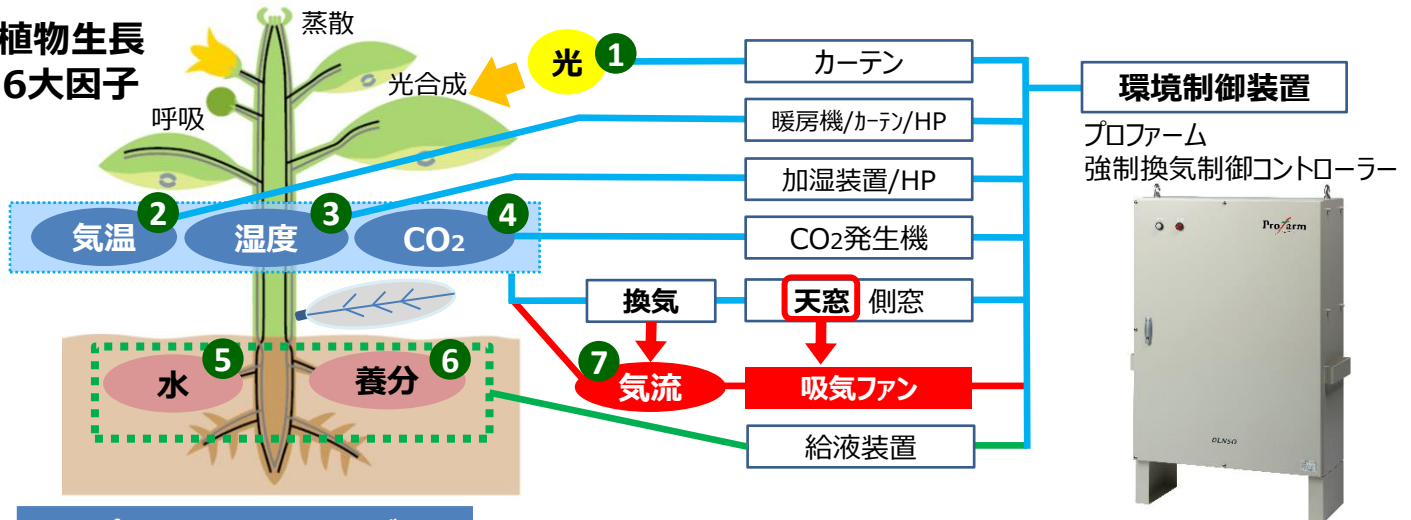 植物生長
6大因子
蒸散
光合成
呼吸
光
1
気温
2
湿度
3
CO2
4
水
5
養分
6
7
気流
換気
カーテン
暖房機/ｶｰﾃﾝ/HP
加湿装置/HP
CO2発生機
天窓 側窓
吸気ファン
給液装置
環境制御装置
プロファーム
強制換気制御コントローラー
Profarm
DENSO